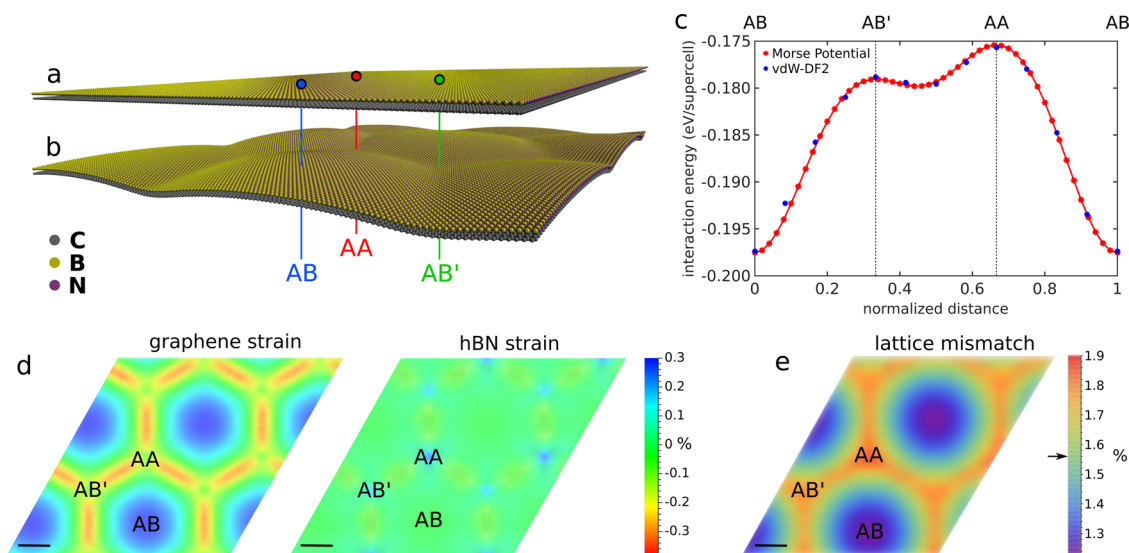 a
b
C
B
N
AB
AA
AB'
c
AB AB' AA AB
interaction energy (eV/supercell)
-0.175
-0.180
-0.185
-0.190
-0.195
-0.200
Morse Potential
vdW-DF2
0 0.2 0.4 0.6 0.8 1
normalized distance
d
graphene strain
AA
AB'
AB
hBN strain
AA
AB'
AB
0.3
0.2
0.1
0 %
-0.1
-0.2
-0.3
e
lattice mismatch
AA
AB'
AB
1.9
1.8
1.7
1.6
1.5
1.4
1.3
%